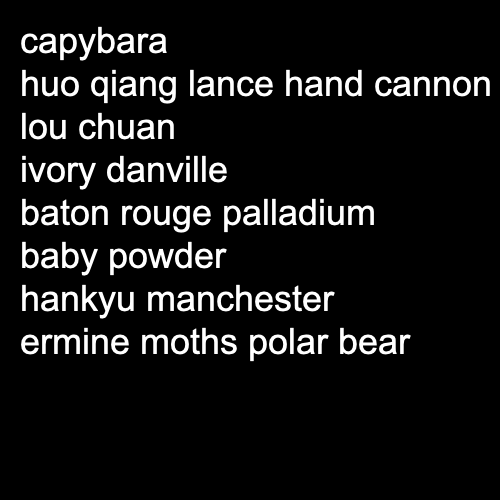 capybara
huo qiang lance hand cannon
lou chuan
ivory danville
baton rouge palladium
baby powder
hankyu manchester
ermine moths polar bear